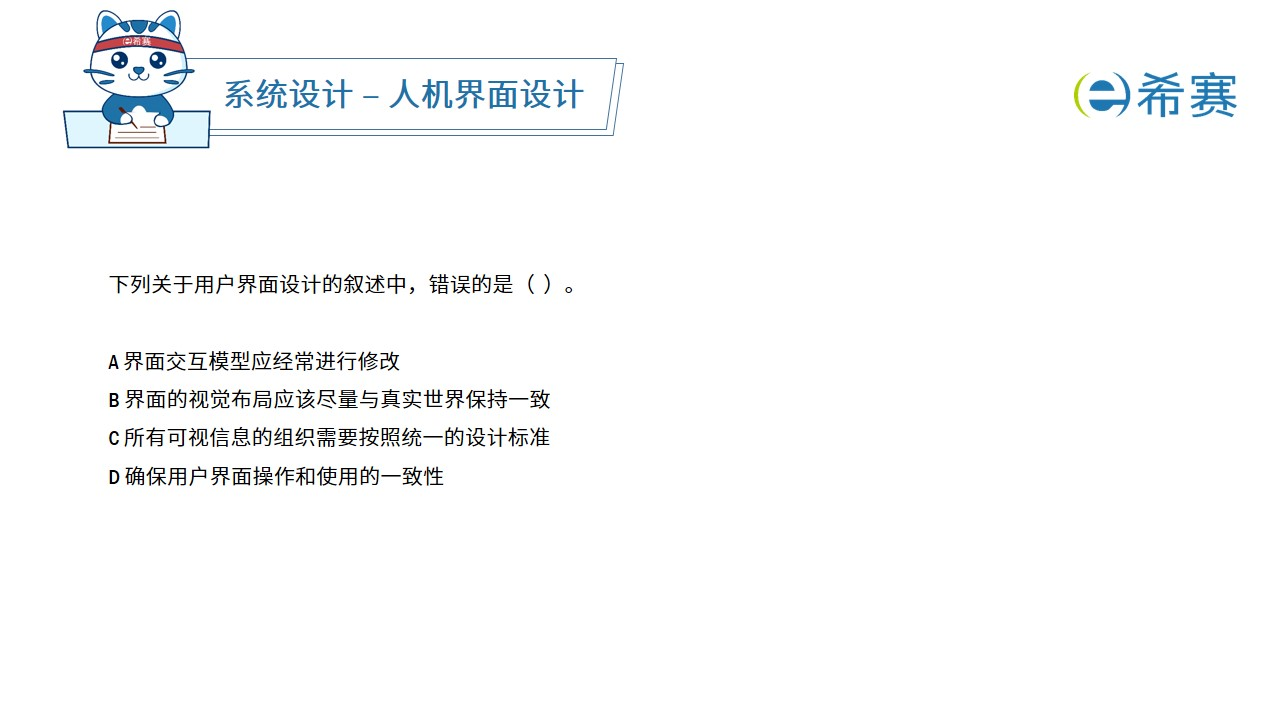 希赛
系统设计 – 人机界面设计
希赛
下列关于用户界面设计的叙述中，错误的是（ ）。
A 界面交互模型应经常进行修改
B 界面的视觉布局应该尽量与真实世界保持一致
C 所有可视信息的组织需要按照统一的设计标准
D 确保用户界面操作和使用的一致性